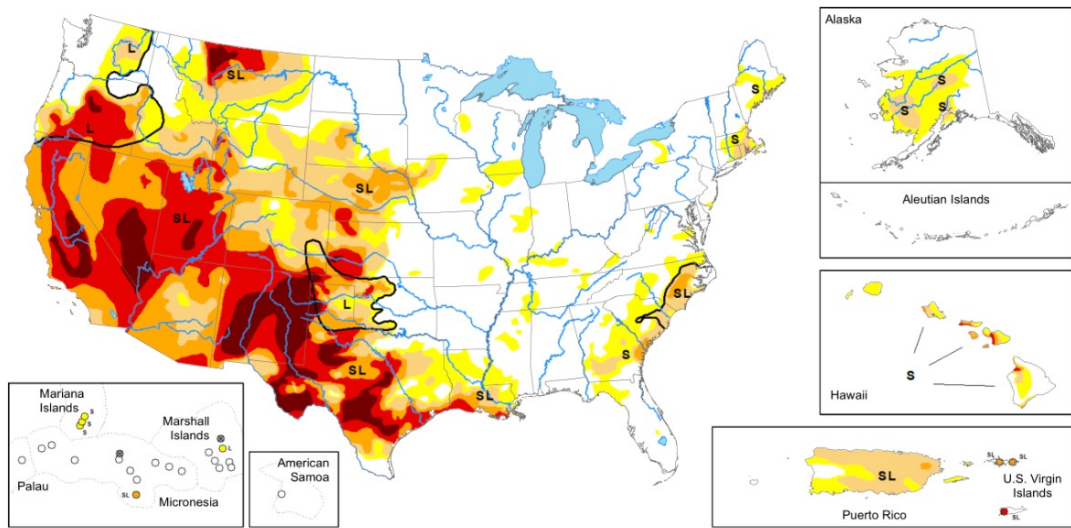 L
SL
L
SL
SL
L
SL
SL
SL
S
S
S
Alaska
S
S
S
Aleutian Islands
S
Hawaii
Mariana
Islands
S
S
Marshall
Islands
L
Palau
SL
Micronesia
American
Samoa
SL
Puerto Rico
SL
SL
U.S. Virgin
Islands
SL